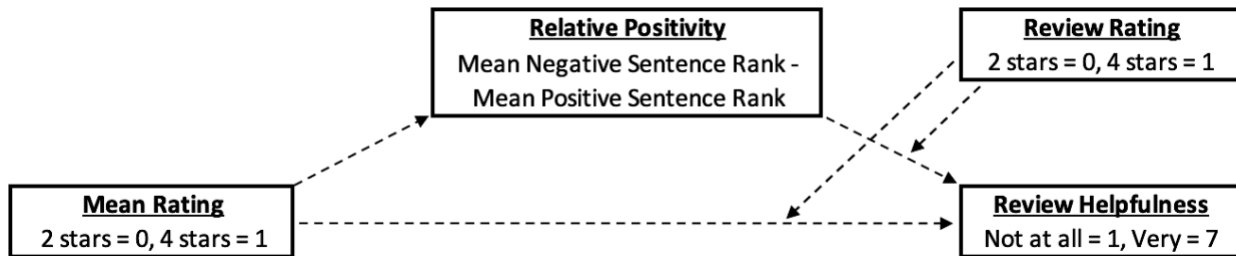 Relative Positivity
Mean Negative Sentence Rank -
Mean Positive Sentence Rank
Review Rating
2 stars = 0, 4 stars = 1
Mean Rating
2 stars = 0, 4 stars = 1
Review Helpfulness
Not at all = 1, Very = 7